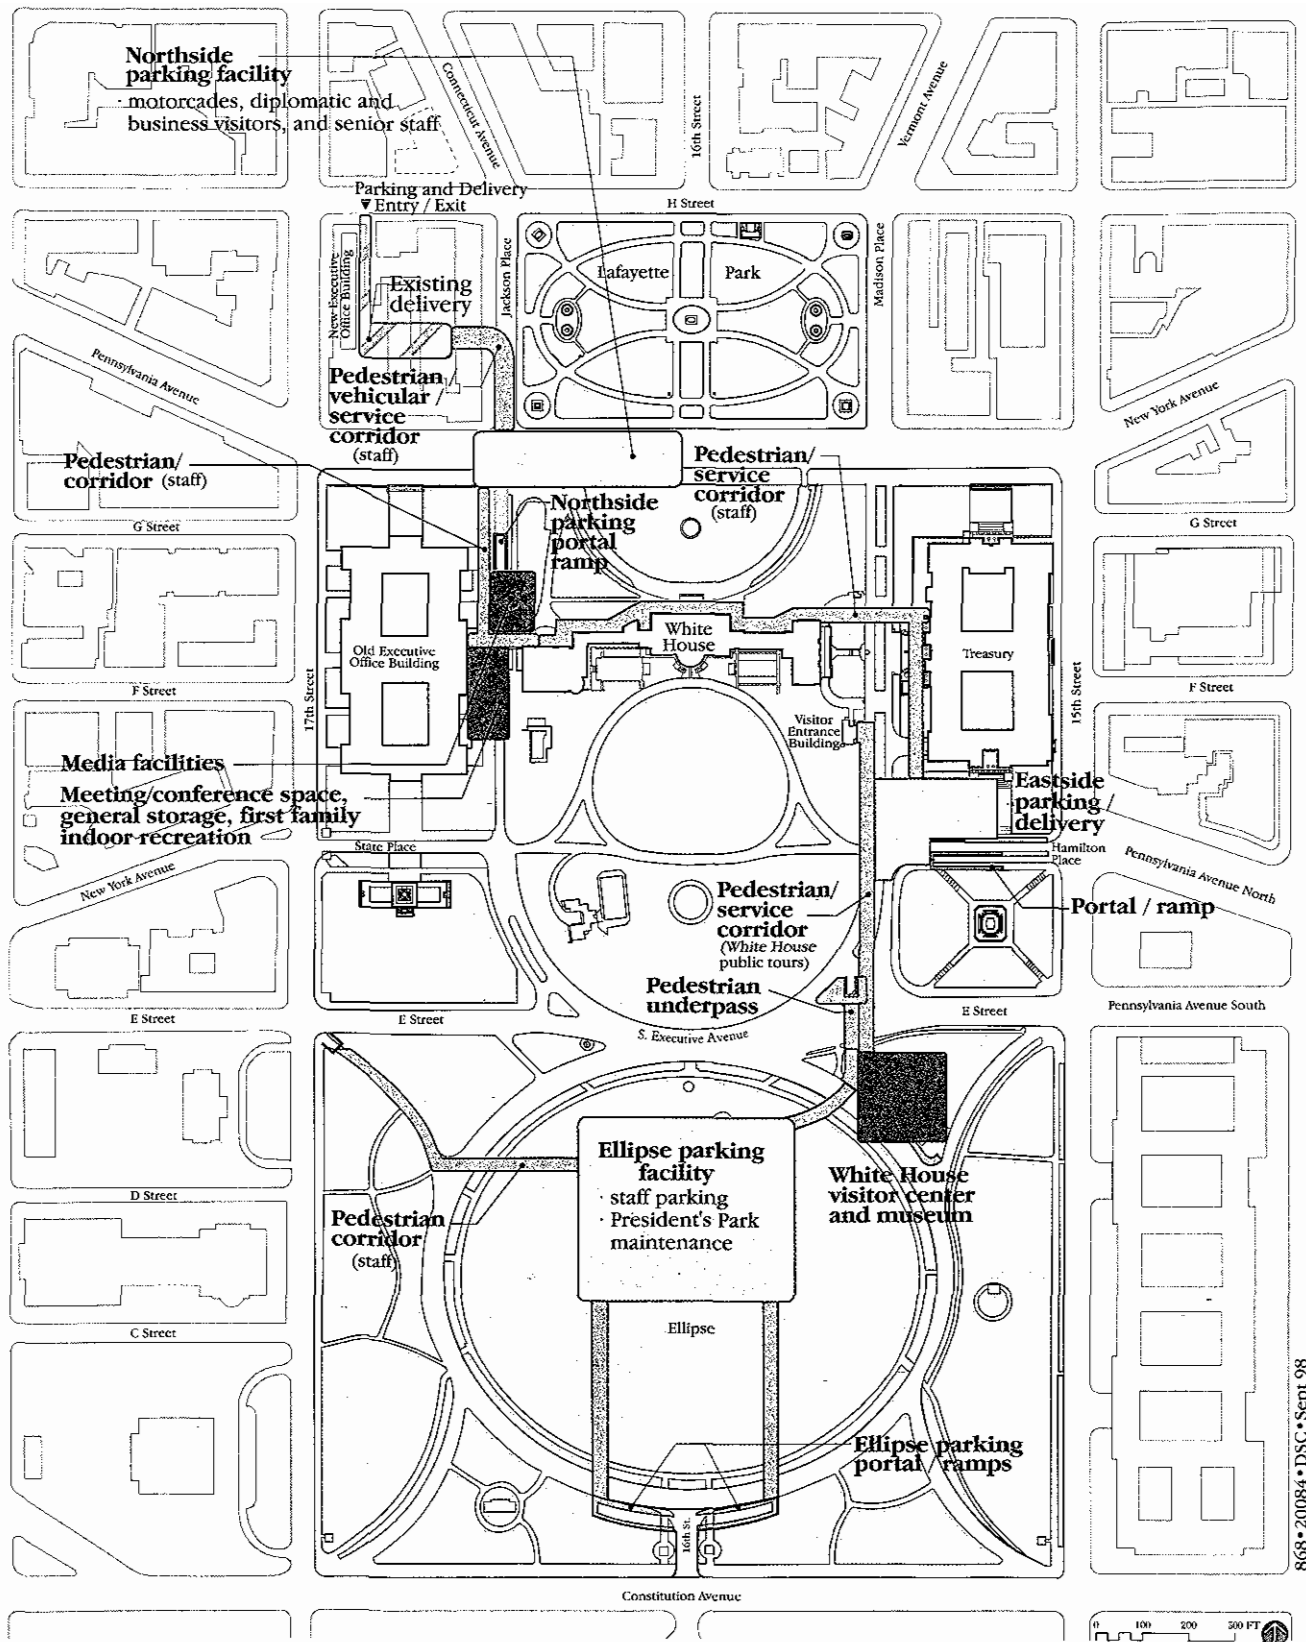 Northside
parking facility
· motorcades, diplomatic and
business visitors, and senior staff
Connecticut Avenue
16th Street
Vermont Avenue
Parking and Delivery
Entry / Exit
H Street
New Executive
Office Building
Existing
delivery
Jackson Place
Lafayette Park
Madison Place
Pennsylvania Avenue
New York Avenue
Pedestrian
vehicular /
service
corridor
(staff)
Pedestrian/
corridor (staff)
Pedestrian/
service
corridor
(staff)
Northside
parking
portal
ramp
G Street
G Street
White
House
Old Executive
Office Building
Treasury
17th Street
15th Street
F Street
F Street
Visitor
Entrance
Building
Media facilities
Meeting/conference space,
general storage, first family
indoor recreation
Eastside
parking /
delivery
State Place
Hamilton
Place
New York Avenue
Pennsylvania Avenue North
Pedestrian/
service
corridor
(White House
public tours)
Portal / ramp
Pedestrian
underpass
E Street
E Street
E Street
Pennsylvania Avenue South
S. Executive Avenue
Ellipse parking
facility
· staff parking
· President's Park
maintenance
White House
visitor center
and museum
D Street
Pedestrian
corridor
(staff)
C Street
Ellipse
Ellipse parking
portal / ramps
16th St.
Constitution Avenue
868•20084•DSC•Sept 98
0 100 200 300 FT